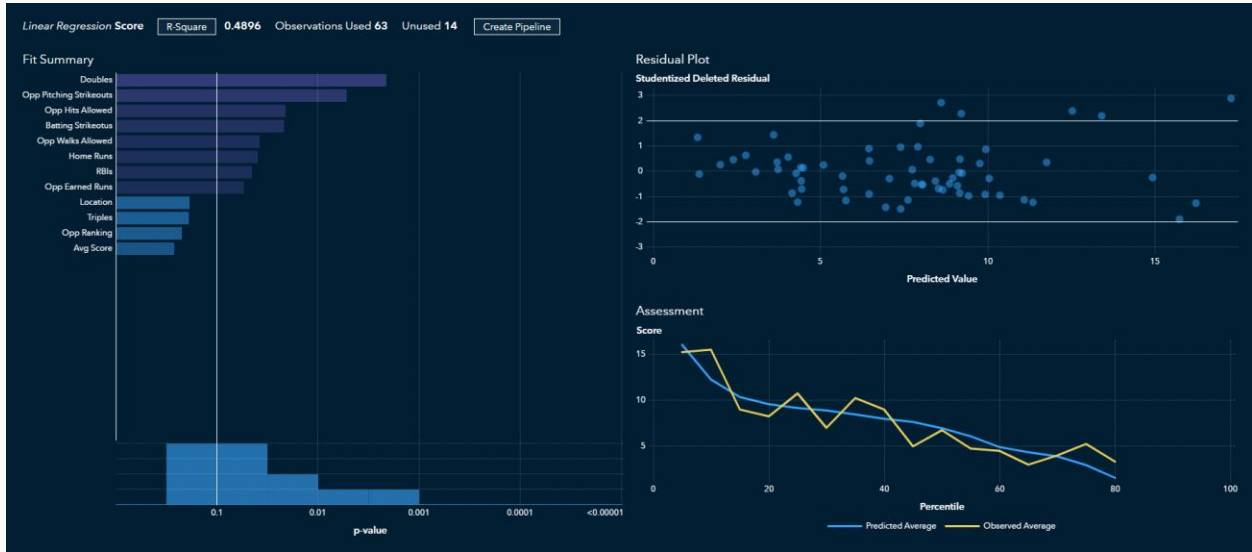 Linear Regression Score R-Square 0.4896 Observations Used 63 Unused 14 Create Pipeline
Fit Summary
Doubles
Opp Pitching Strikeouts
Opp Hits Allowed
Batting Strikeotus
Opp Walks Allowed
Home Runs
RBIs
Opp Earned Runs
Location
Triples
Opp Ranking
Avg Score
0.1 0.01 0.001 0.0001 <0.00001
p-value
Residual Plot
Studentized Deleted Residual
3
2
1
0
-1
-2
-3
0 5 10 15
Predicted Value
Assessment
Score
15
10
5
0 20 40 60 80 100
Percentile
Predicted Average Observed Average